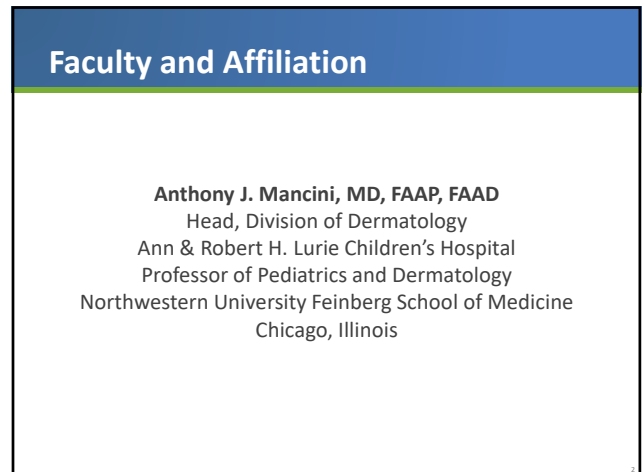 Faculty and Affiliation
Anthony J. Mancini, MD, FAAP, FAAD
Head, Division of Dermatology
Ann & Robert H. Lurie Children’s Hospital
Professor of Pediatrics and Dermatology
Northwestern University Feinberg School of Medicine
Chicago, Illinois
2